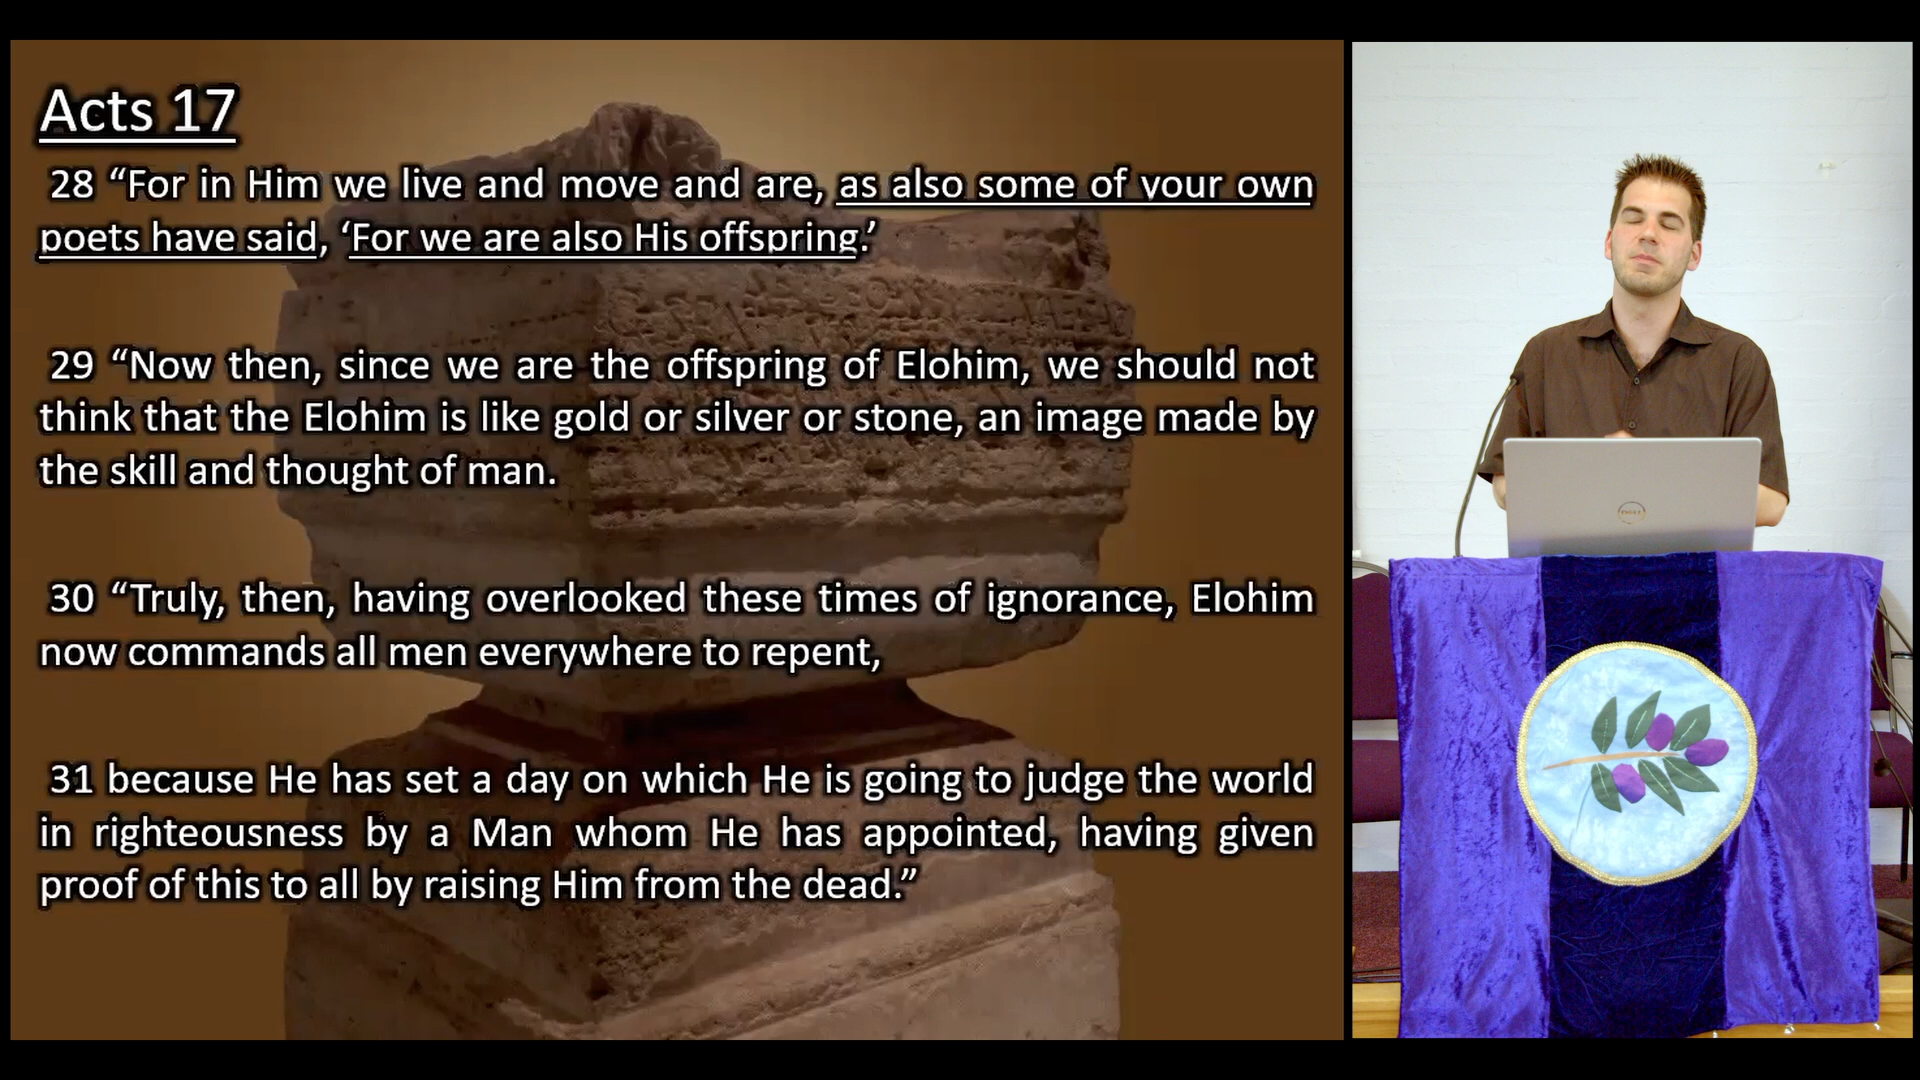 Acts 17
28 “For in Him we live and move and are, as also some of your own
poets have said, ‘For we are also His offspring.’
29 “Now then, since we are the offspring of Elohim, we should not
think that the Elohim is like gold or silver or stone, an image made by
the skill and thought of man.
30 “Truly, then, having overlooked these times of ignorance, Elohim
now commands all men everywhere to repent,
31 because He has set a day on which He is going to judge the world
in righteousness by a Man whom He has appointed, having given
proof of this to all by raising Him from the dead.”
DELL